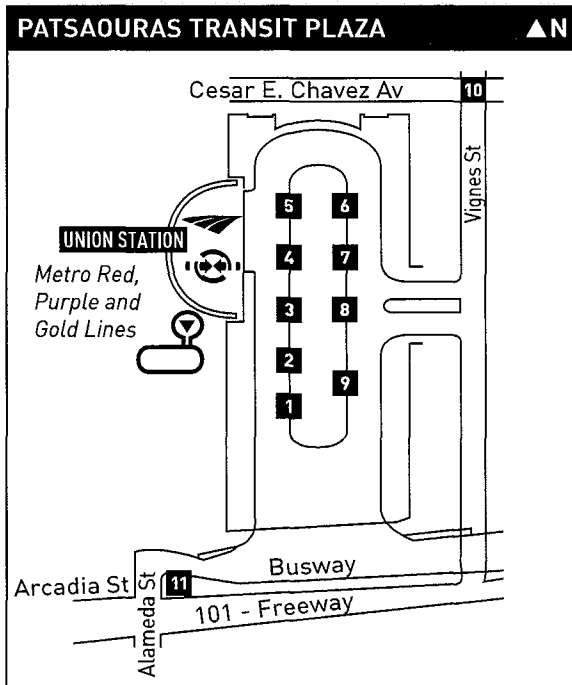 PATSAOURAS TRANSIT PLAZA ▲N
Cesar E. Chavez Av
10
Vignes St
5 6
UNION STATION
4 7
Metro Red,
Purple and
Gold Lines
3 8
2
9
1
Busway
Arcadia St
11
101 - Freeway
Alameda St